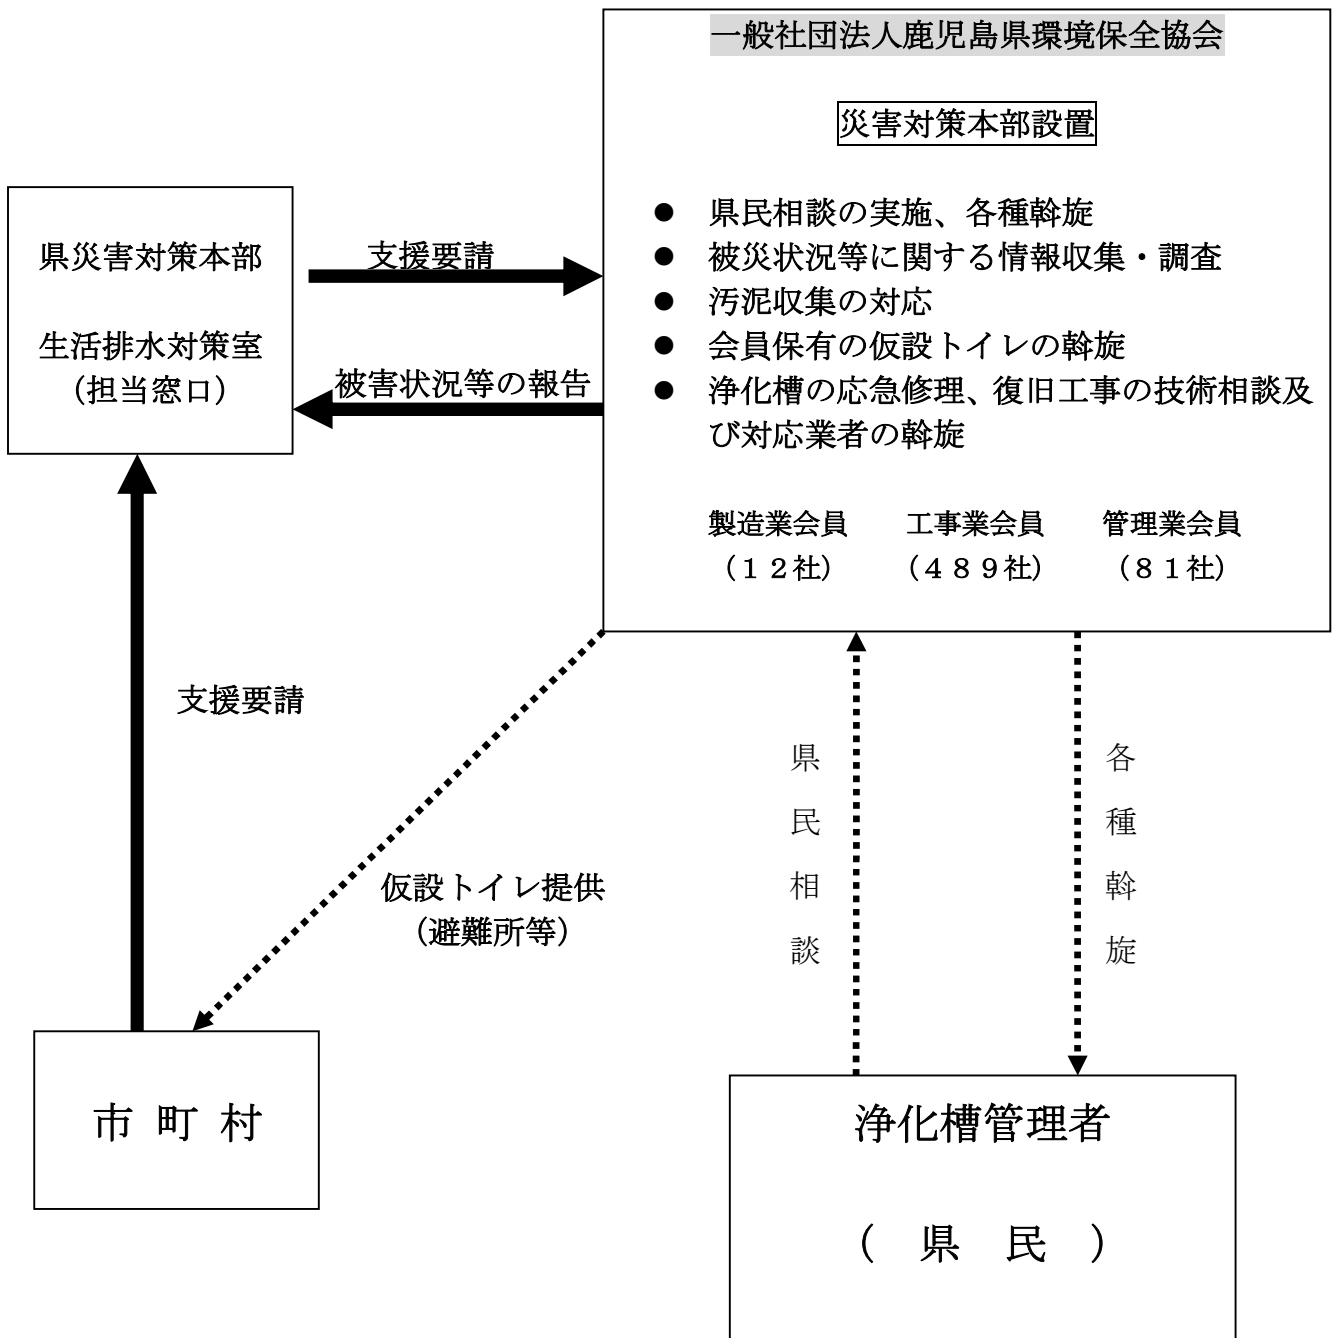 一般社団法人鹿児島県環境保全協会
災害対策本部設置
● 県民相談の実施、各種斡旋
● 被災状況等に関する情報収集・調査
● 汚泥収集の対応
● 会員保有の仮設トイレの斡旋
● 浄化槽の応急修理、復旧工事の技術相談及
び対応業者の斡旋
製造業会員 工事業会員 管理業会員
（１２社） （４８９社） （８１社）
県災害対策本部
生活排水対策室
（担当窓口）
支援要請
被害状況等の報告
支援要請
仮設トイレ提供
（避難所等）
県民相談
各種斡旋
市 町 村
浄化槽管理者
（ 県 民 ）